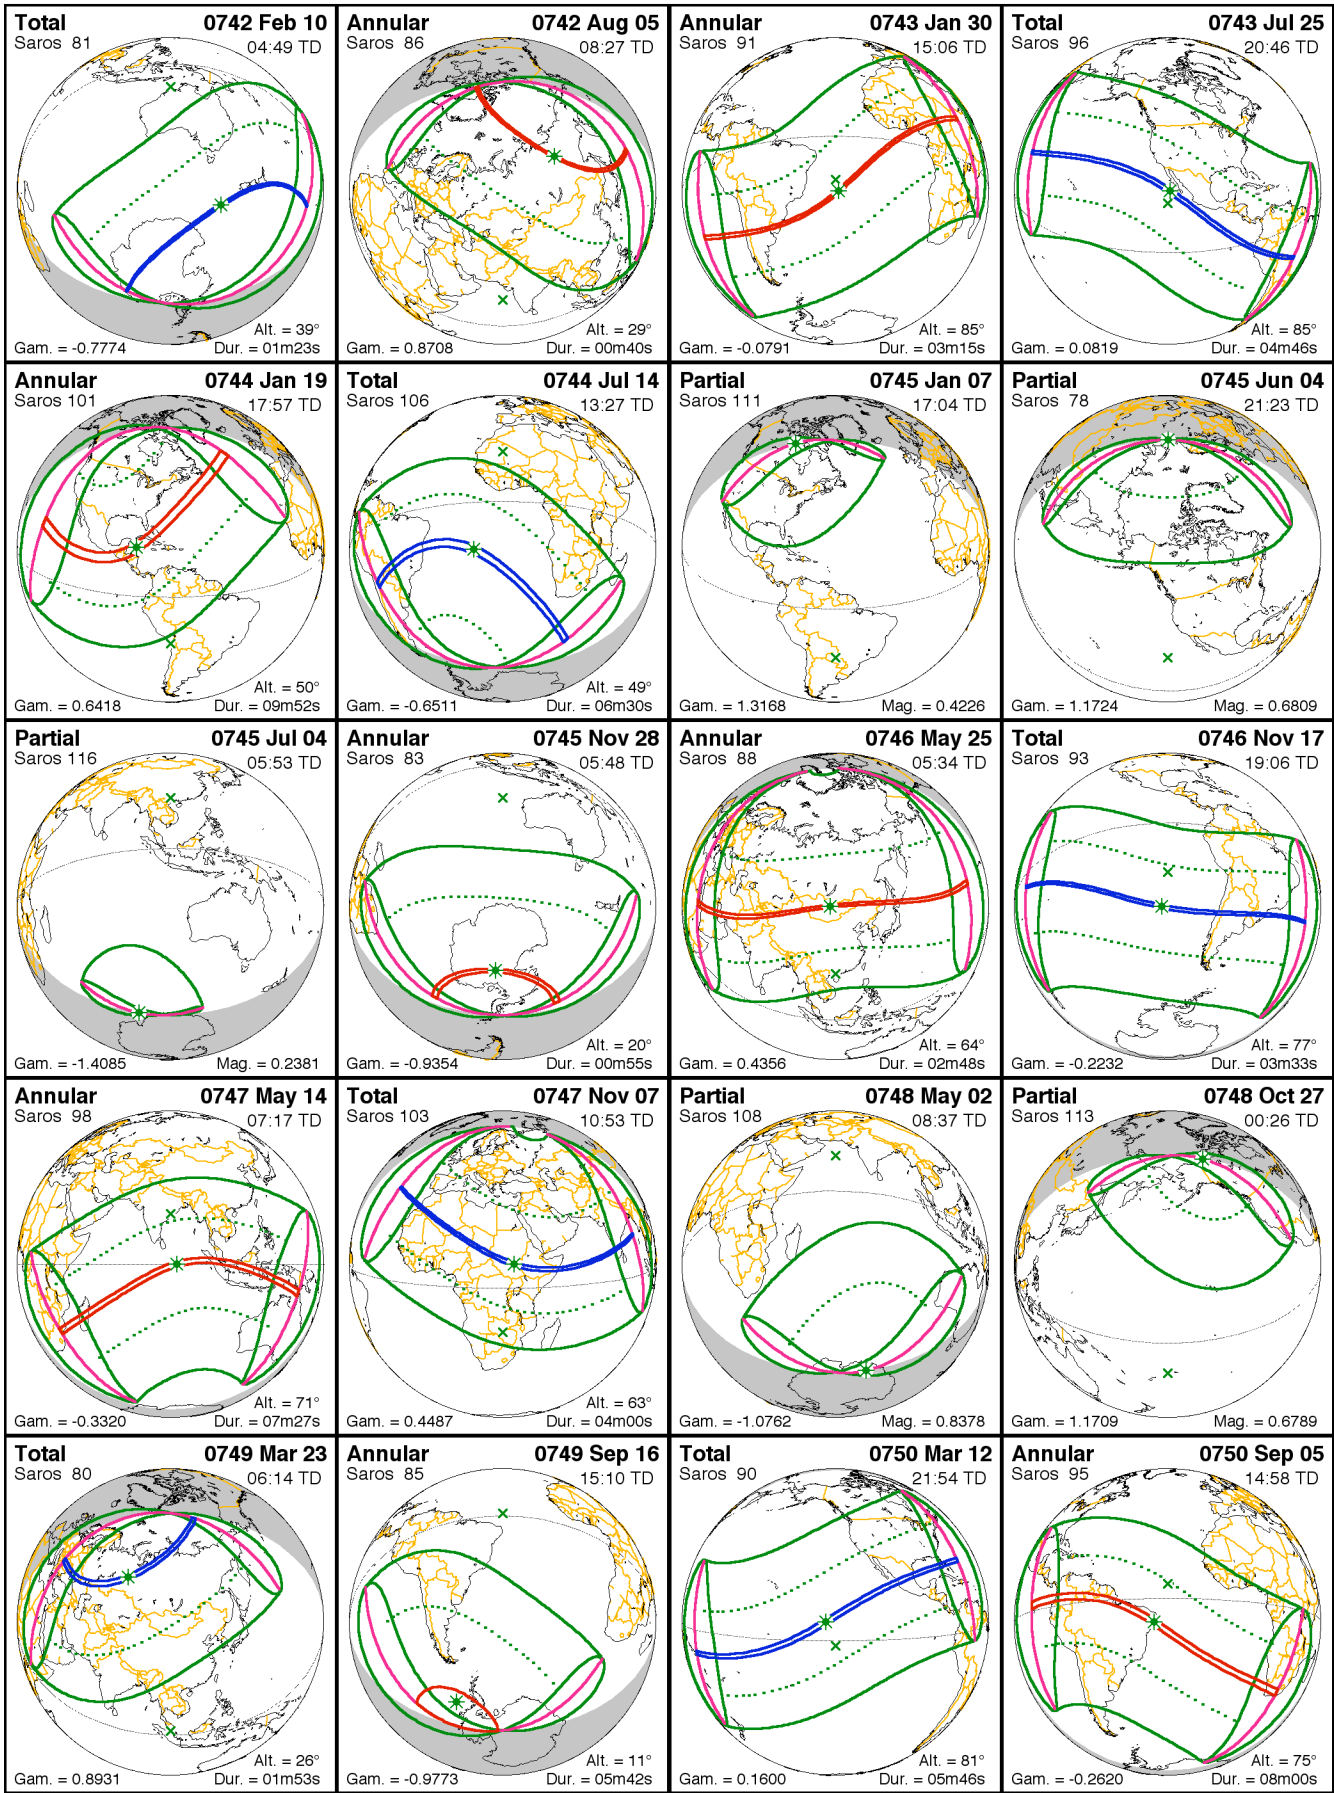 Total 0742 Feb 10
Saros 81 04:49 TD
Alt. = 39°
Gam. = -0.7774 Dur. = 01m23s
Annular 0742 Aug 05
Saros 86 08:27 TD
Alt. = 29°
Gam. = 0.8708 Dur. = 00m40s
Annular 0743 Jan 30
Saros 91 15:06 TD
Alt. = 85°
Gam. = -0.0791 Dur. = 03m15s
Total 0743 Jul 25
Saros 96 20:46 TD
Alt. = 85°
Gam. = 0.0819 Dur. = 04m46s
Annular 0744 Jan 19
Saros 101 17:57 TD
Alt. = 50°
Gam. = 0.6418 Dur. = 09m52s
Total 0744 Jul 14
Saros 106 13:27 TD
Alt. = 49°
Gam. = -0.6511 Dur. = 06m30s
Partial 0745 Jan 07
Saros 111 17:04 TD
Gam. = 1.3168 Mag. = 0.4226
Partial 0745 Jun 04
Saros 78 21:23 TD
Gam. = 1.1724 Mag. = 0.6809
Partial 0745 Jul 04
Saros 116 05:53 TD
Gam. = -1.4085 Mag. = 0.2381
Annular 0745 Nov 28
Saros 83 05:48 TD
Alt. = 20°
Gam. = -0.9354 Dur. = 00m55s
Annular 0746 May 25
Saros 88 05:34 TD
Alt. = 64°
Gam. = 0.4356 Dur. = 02m48s
Total 0746 Nov 17
Saros 93 19:06 TD
Alt. = 77°
Gam. = -0.2232 Dur. = 03m33s
Annular 0747 May 14
Saros 98 07:17 TD
Alt. = 71°
Gam. = -0.3320 Dur. = 07m27s
Total 0747 Nov 07
Saros 103 10:53 TD
Alt. = 63°
Gam. = 0.4487 Dur. = 04m00s
Partial 0748 May 02
Saros 108 08:37 TD
Gam. = -1.0762 Mag. = 0.8378
Partial 0748 Oct 27
Saros 113 00:26 TD
Gam. = 1.1709 Mag. = 0.6789
Total 0749 Mar 23
Saros 80 06:14 TD
Alt. = 26°
Gam. = 0.8931 Dur. = 01m53s
Annular 0749 Sep 16
Saros 85 15:10 TD
Alt. = 11°
Gam. = -0.9773 Dur. = 05m42s
Total 0750 Mar 12
Saros 90 21:54 TD
Alt. = 81°
Gam. = 0.1600 Dur. = 05m46s
Annular 0750 Sep 05
Saros 95 14:58 TD
Alt. = 75°
Gam. = -0.2620 Dur. = 08m00s